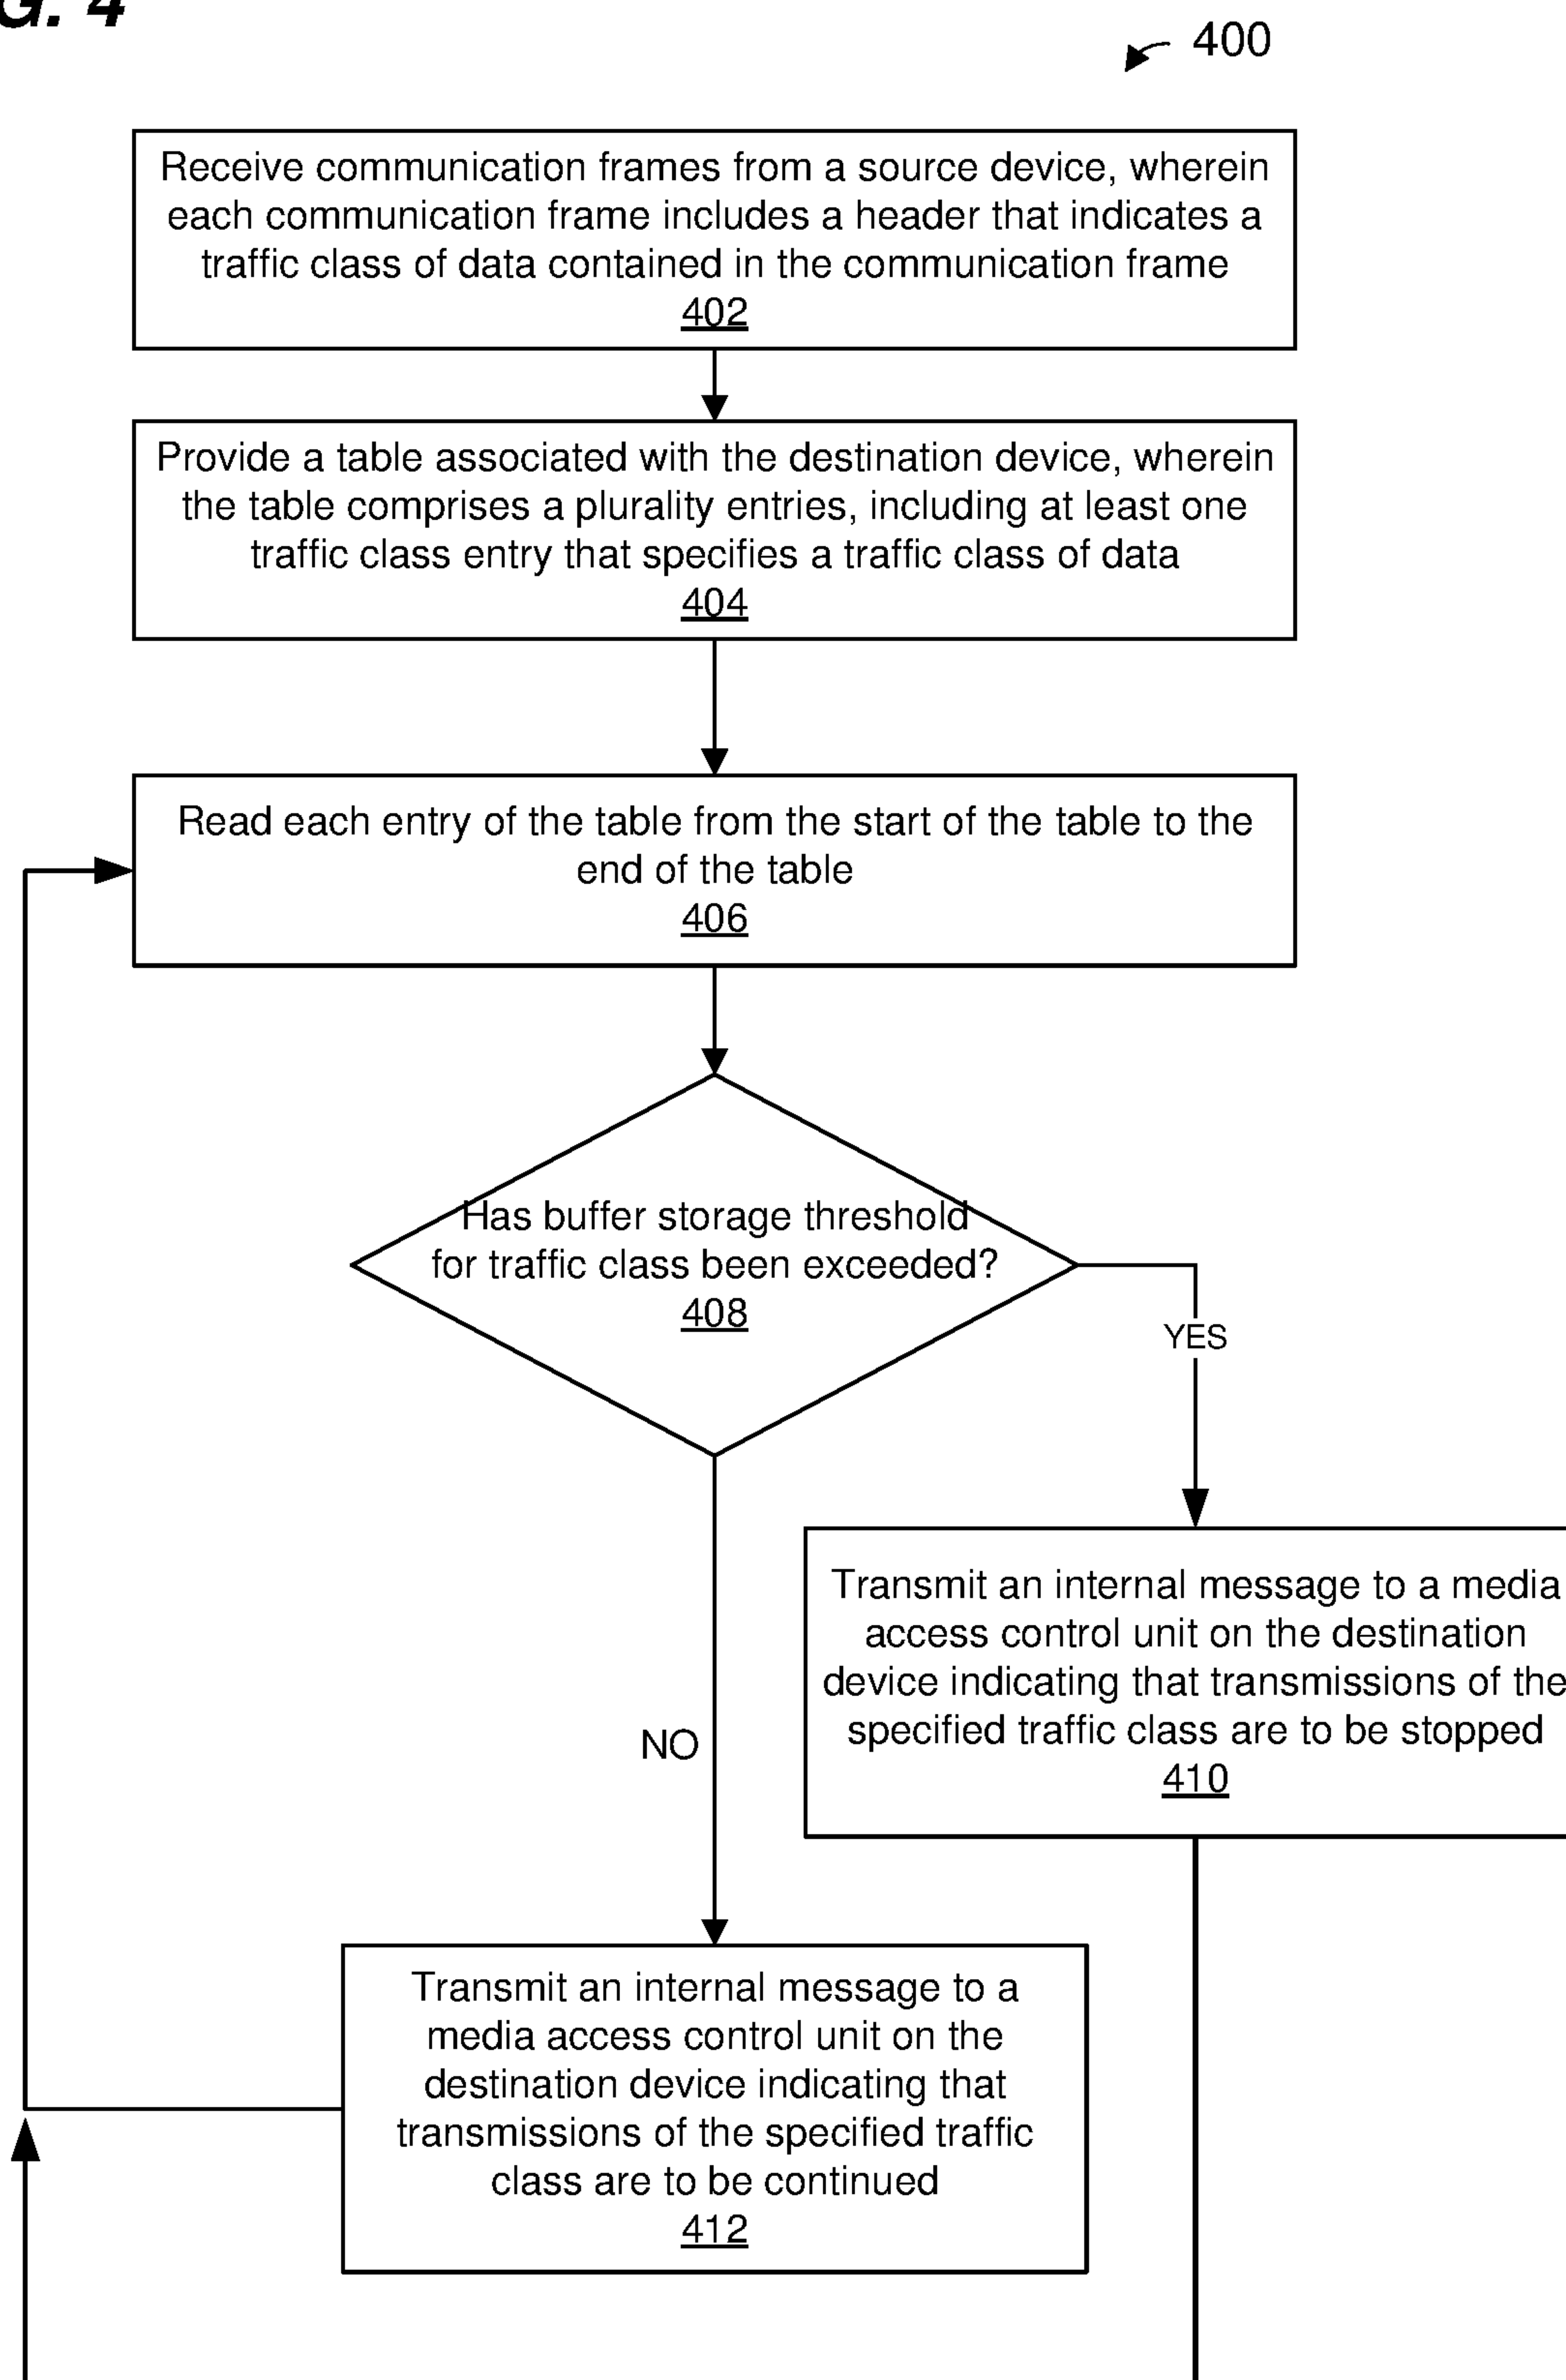 G. 4
400
Receive communication frames from a source device, wherein
each communication frame includes a header that indicates a
traffic class of data contained in the communication frame
402
Provide a table associated with the destination device, wherein
the table comprises a plurality entries, including at least one
traffic class entry that specifies a traffic class of data
404
Read each entry of the table from the start of the table to the
end of the table
406
Has buffer storage threshold
for traffic class been exceeded?
408
YES
Transmit an internal message to a media
access control unit on the destination
device indicating that transmissions of the
specified traffic class are to be stopped
410
NO
Transmit an internal message to a
media access control unit on the
destination device indicating that
transmissions of the specified traffic
class are to be continued
412